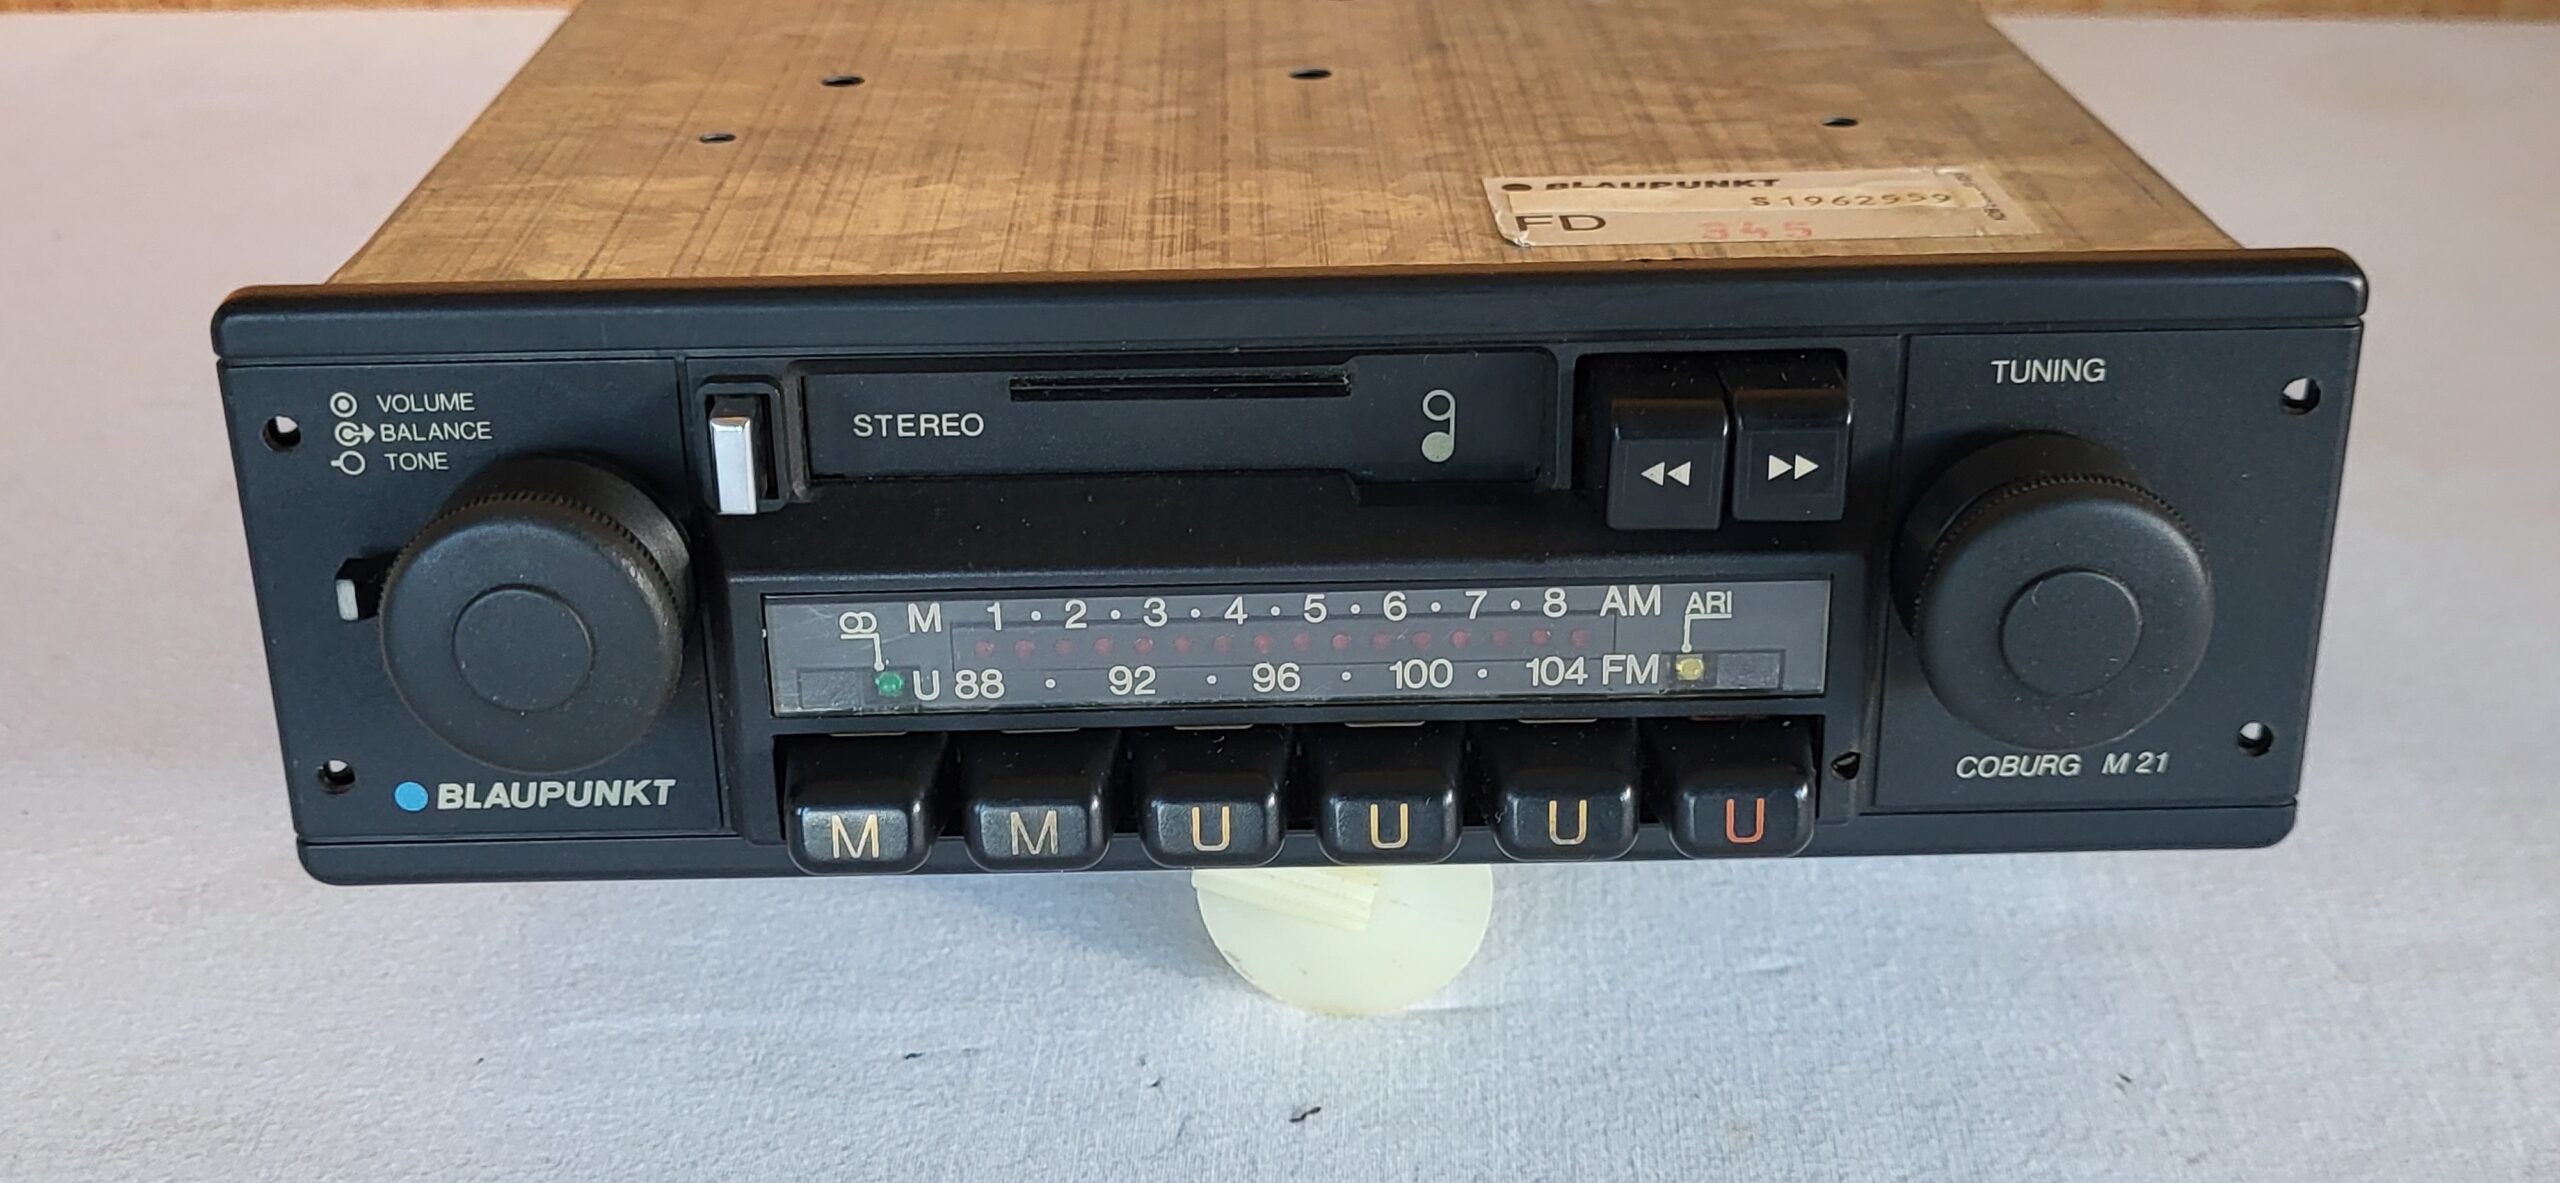 BLAUPUNKT
S1962559
FD 345
VOLUME
BALANCE
TONE
STEREO
TUNING
M 1 · 2 · 3 · 4 · 5 · 6 · 7 · 8 AM ARI
U 88 · 92 · 96 · 100 · 104 FM
BLAUPUNKT
COBURG M 21
M M U U U U